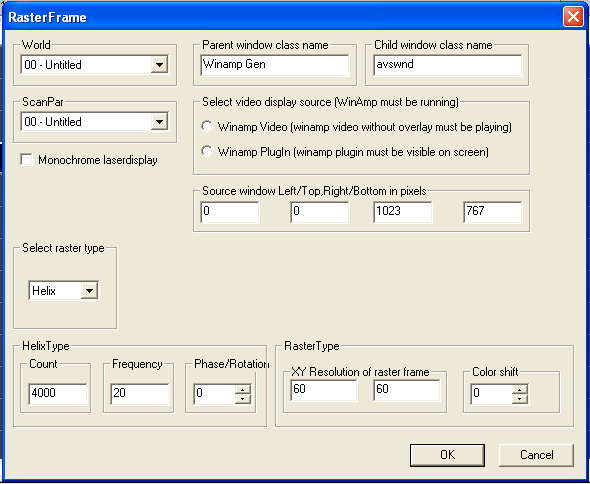 RasterFrame
World
00 - Untitled
Parent window class name
Winamp Gen
Child window class name
avswnd
ScanPar
00 - Untitled
Select video display source (WinAmp must be running)
Winamp Video (winamp video without overlay must be playing)
Winamp PlugIn (winamp plugin must be visible on screen)
Monochrome laserdisplay
Source window Left/Top,Right/Bottom in pixels
0 0 1023 767
Select raster type
Helix
HelixType
Count Frequency Phase/Rotation
4000 20 0
RasterType
XY Resolution of raster frame Color shift
60 60 0
OK Cancel